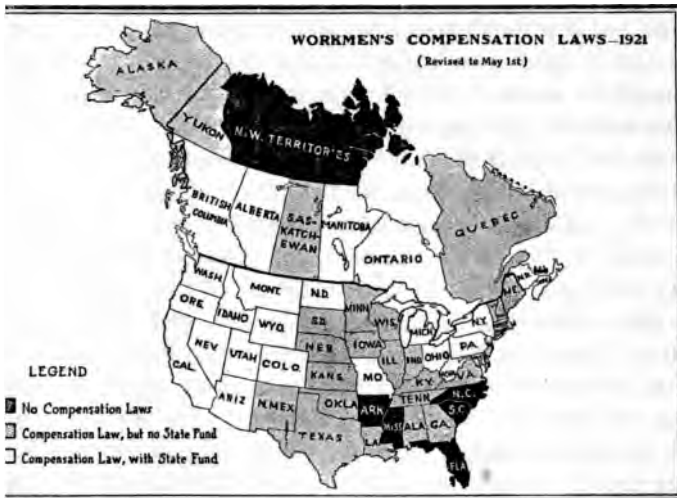 WORKMEN'S COMPENSATION LAWS—1921
(Revised to May 1st)
ALASKA
YUKON
N.W. TERRITORIES
BRITISH
COLUMBIA
ALBERTA
SAS-
KATCH-
EWAN
MANITOBA
ONTARIO
QUEBEC
N.B.
ME.
WASH.
MONT.
N.D.
MINN
ORE.
IDAHO
WYO.
S.D.
WIS.
MICH
N.Y.
NEV
UTAH
COLO.
NEB
IOWA
ILL
IND
OHIO
PA.
CAL.
KANS.
MO.
KY.
VA.
ARIZ
N.MEX
OKLA
ARK
TENN
N.C.
S.C
TEXAS
LA
MISS
ALA
GA.
FLA
LEGEND
No Compensation Laws
Compensation Law, but no State Fund
Compensation Law, with State Fund